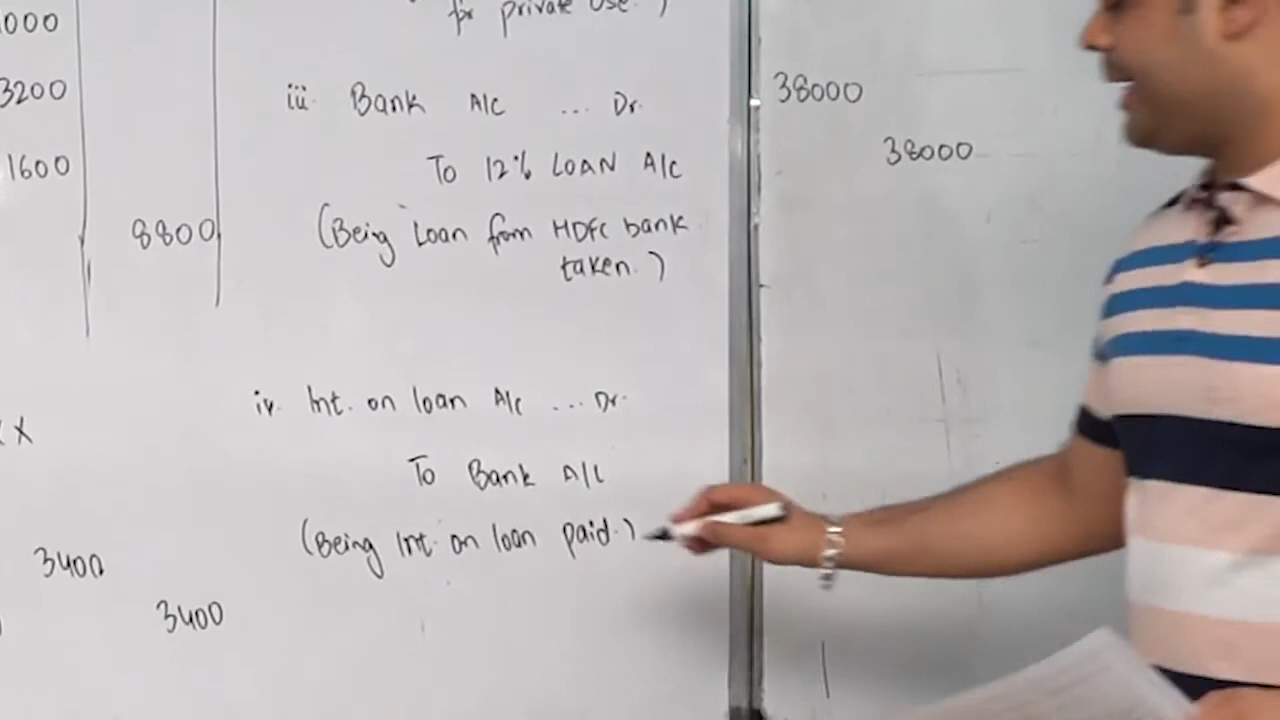 000
for private use. )
3200
iii. Bank A/c ... Dr.
38000
1600
To 12% LOAN A/c
38000
8800
(Being Loan from HDFC bank
taken.)
iv. Int. on loan A/c ... Dr.
X
To Bank A/c
(Being Int. on loan paid.)
3400
3400